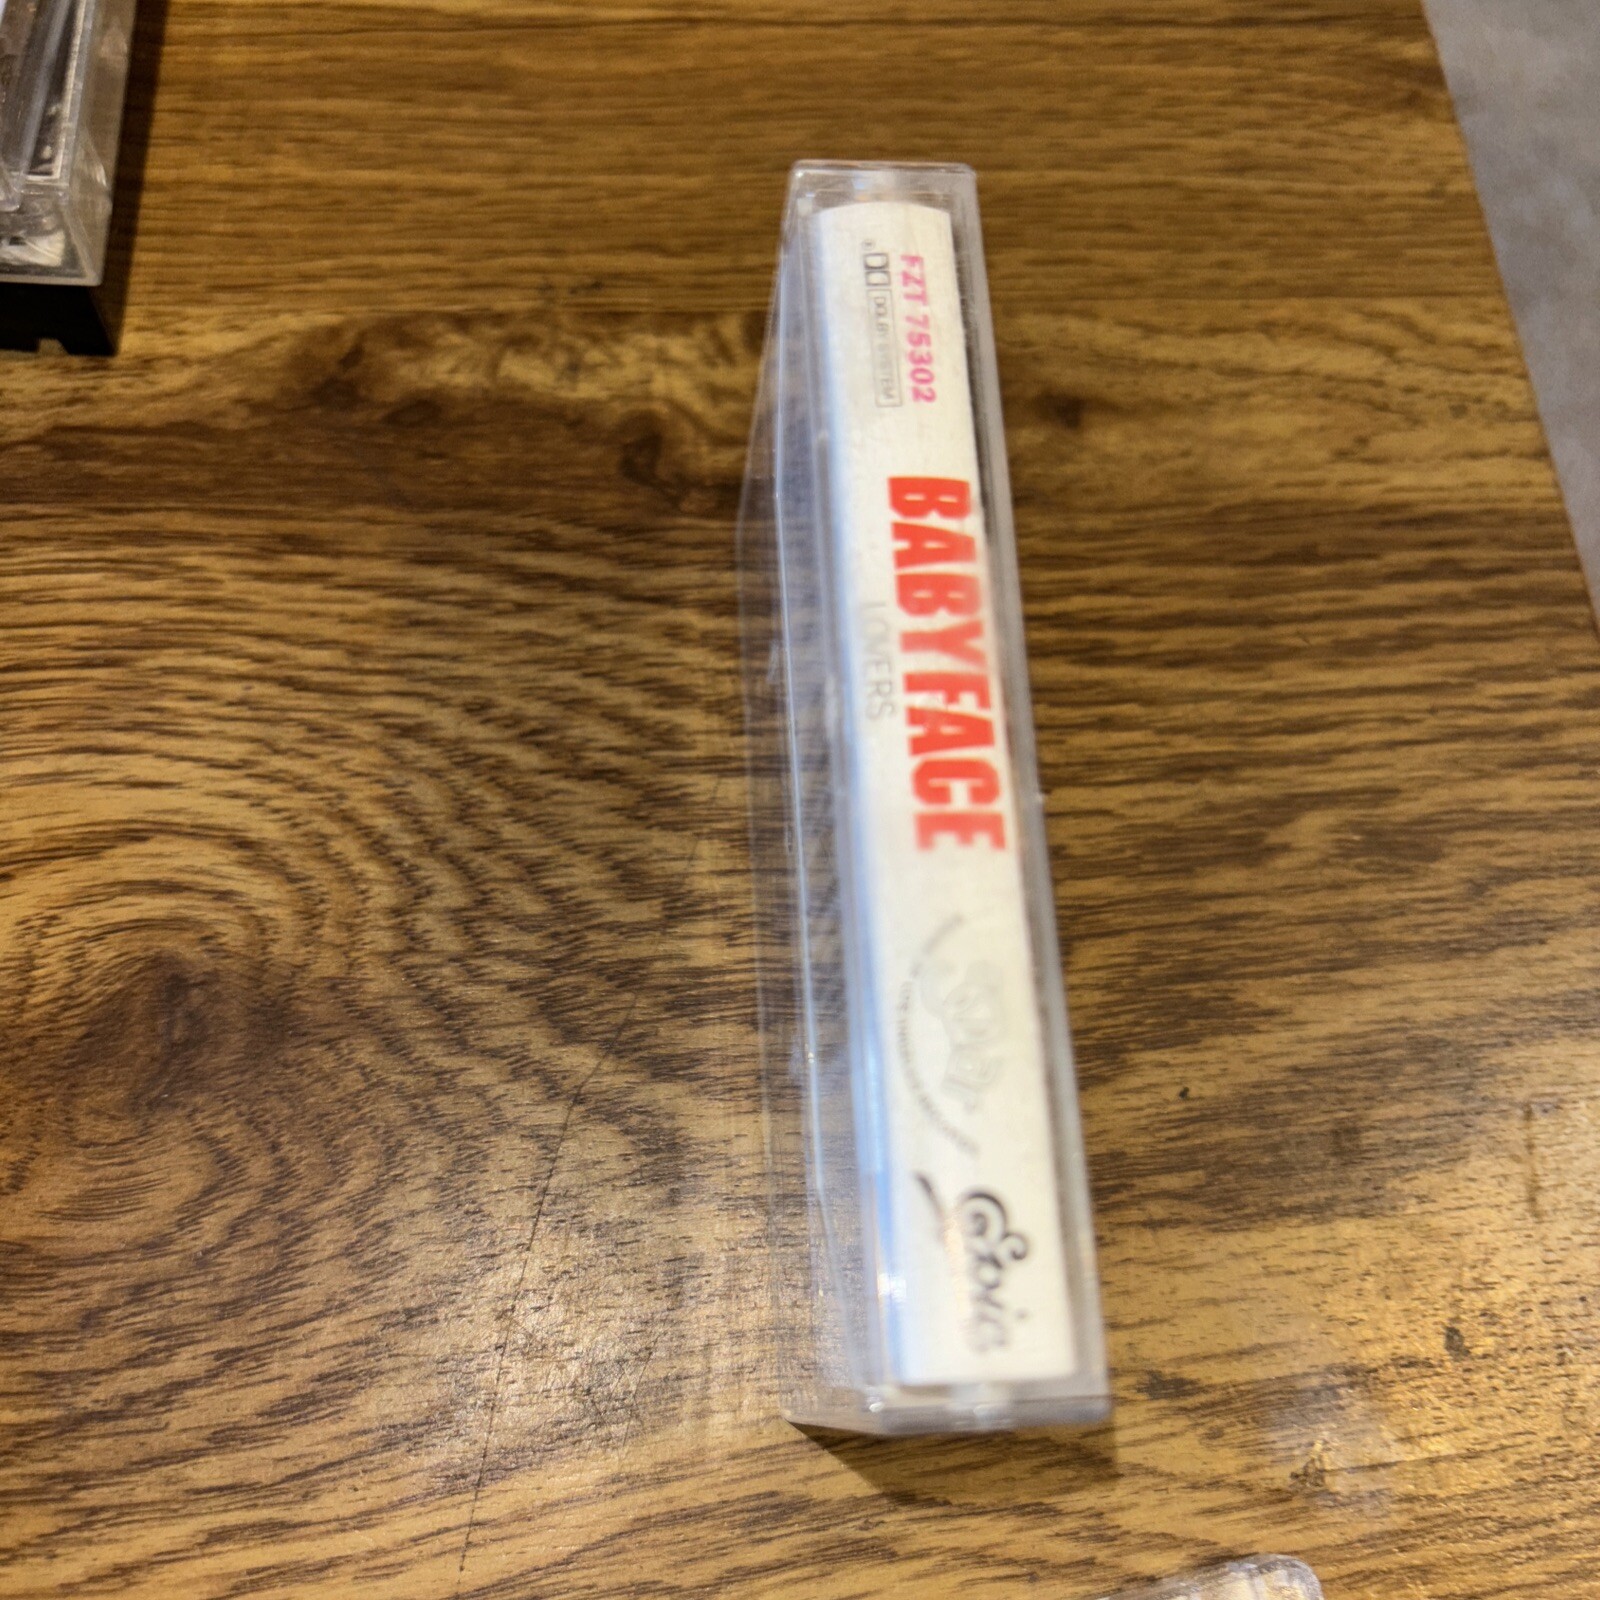 FZT 75302
DOLBY SYSTEM
BABYFACE
LOVERS
Epic